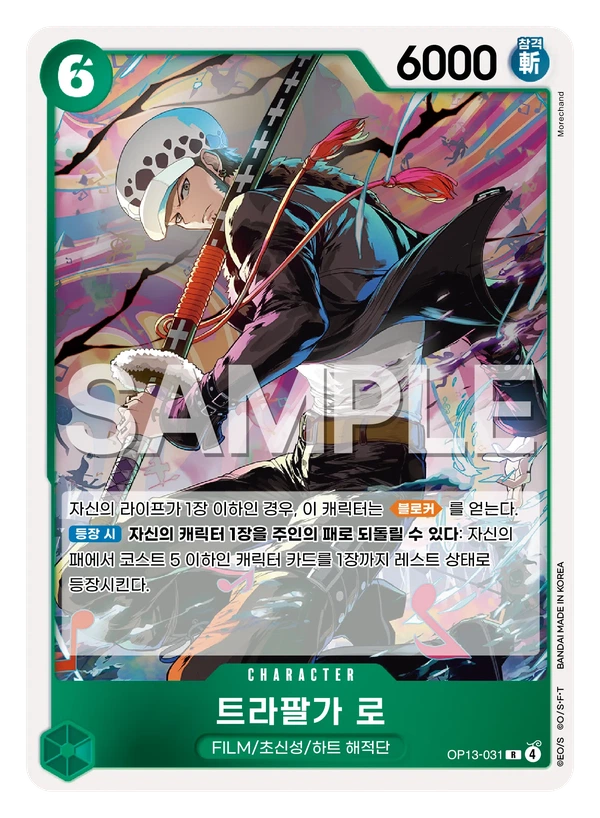 6
6000
참격
斬
Morechand
SAMPLE
자신의 라이프가 1장 이하인 경우, 이 캐릭터는 블로커 를 얻는다.
등장 시 자신의 캐릭터 1장을 주인의 패로 되돌릴 수 있다: 자신의
패에서 코스트 5 이하인 캐릭터 카드를 1장까지 레스트 상태로
등장시킨다.
CHARACTER
트라팔가 로
FILM/초신성/하트 해적단
OP13-031 R 4
©EO/S ©O/S·F·T BANDAI MADE IN KOREA